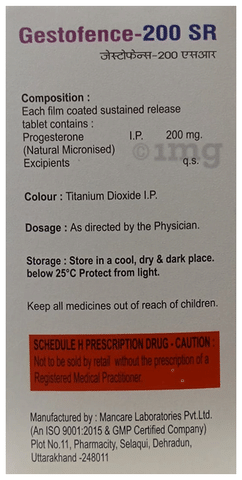 Gestofence-200 SR
जेस्टोफेन्स-200 एसआर
Composition :
Each film coated sustained release
tablet contains :
Progesterone I.P. 200 mg.
(Natural Micronised)
Excipients q.s.
1mg
Colour : Titanium Dioxide I.P.
Dosage : As directed by the Physician.
Storage : Store in a cool, dry & dark place.
below 25°C Protect from light.
Keep all medicines out of reach of children.
SCHEDULE H PRESCRIPTION DRUG - CAUTION :
Not to be sold by retail without the prescription of a
Registered Medical Practitioner.
Manufactured by : Mancare Laboratories Pvt.Ltd.
(An ISO 9001:2015 & GMP Certified Company)
Plot No.11, Pharmacity, Selaqui, Dehradun,
Uttarakhand -248011